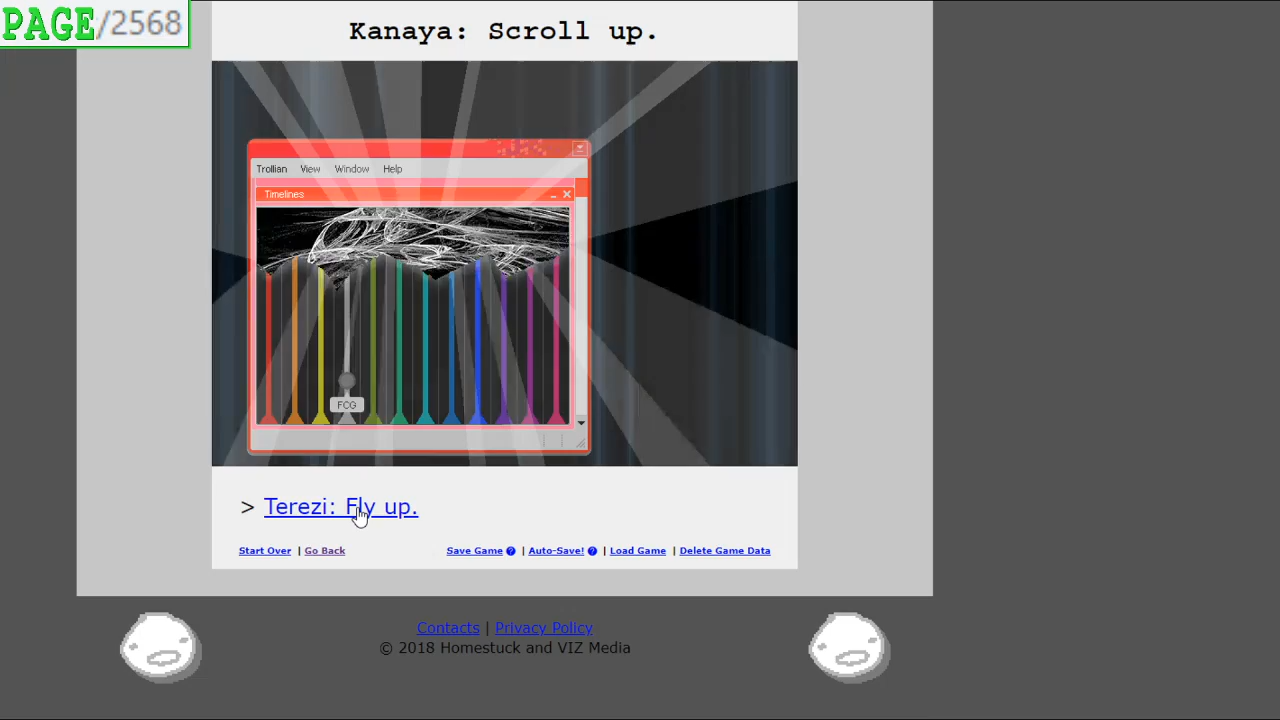 PAGE/2568
Kanaya: Scroll up.
Trollian View Window Help
Timelines
FCG
> Terezi: Fly up.
Start Over | Go Back Save Game ? | Auto-Save! ? | Load Game | Delete Game Data
Contacts | Privacy Policy
© 2018 Homestuck and VIZ Media